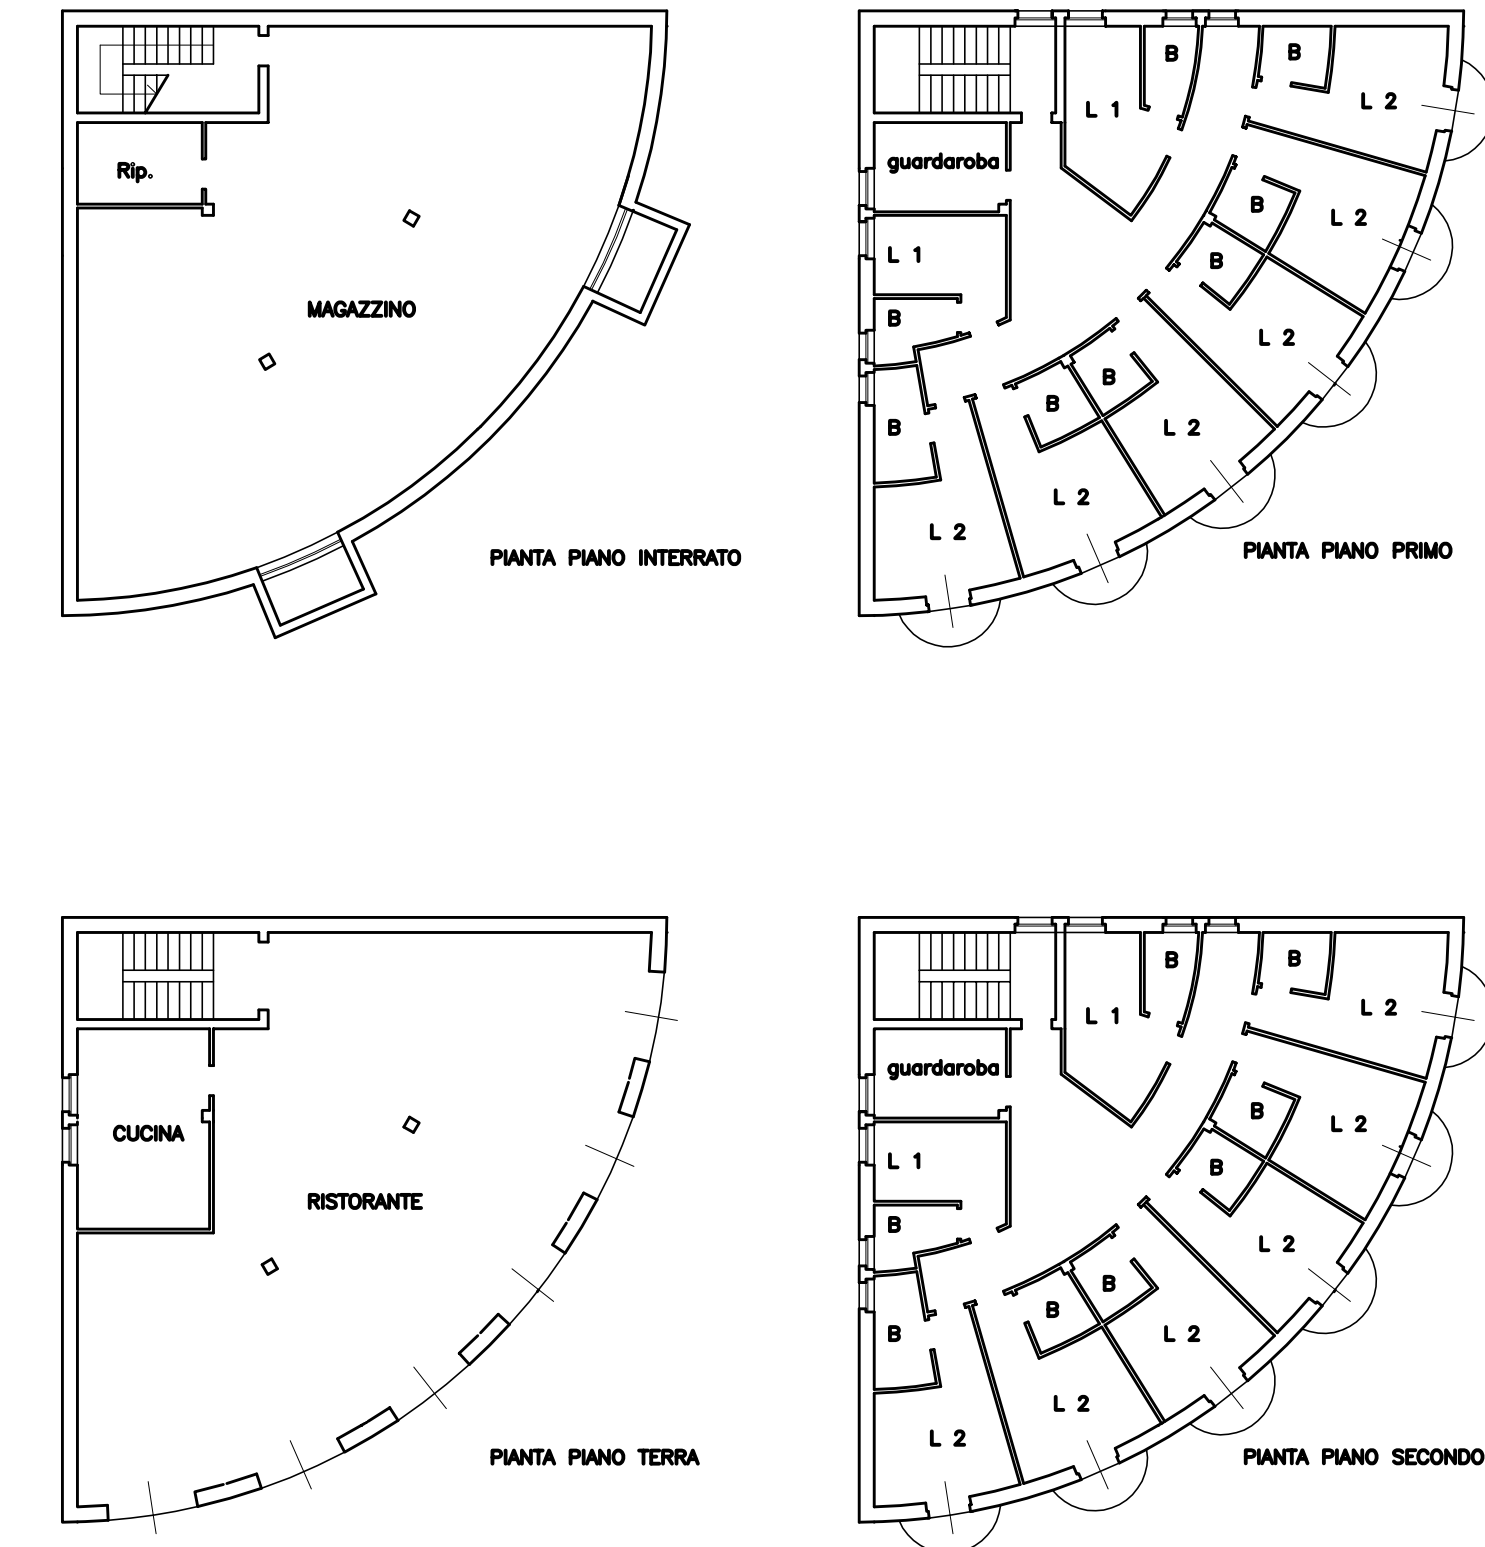 Rip.
MAGAZZINO
PIANTA PIANO INTERRATO
B
B
L 2
L 1
guardaroba
L 2
B
L 1
B
B
L 2
B
B
B
L 2
L 2
L 2
PIANTA PIANO PRIMO
CUCINA
RISTORANTE
PIANTA PIANO TERRA
B
B
L 2
L 1
guardaroba
B
L 2
L 1
B
B
L 2
B
B
B
L 2
L 2
L 2
PIANTA PIANO SECONDO